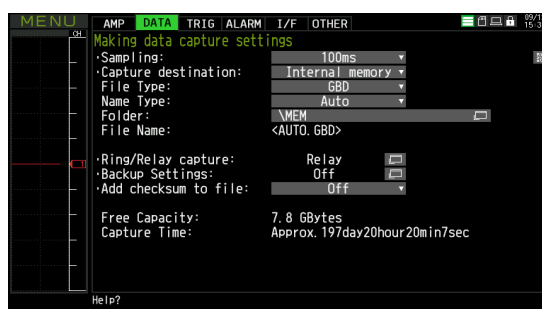 MENU AMP DATA TRIG ALARM I/F OTHER
CH
Making data capture settings
·Sampling: 100ms
·Capture destination: Internal memory
File Type: GBD
Name Type: Auto
Folder: \MEM
File Name: <AUTO.GBD>
·Ring/Relay capture: Relay
·Backup Settings: Off
·Add checksum to file: Off
Free Capacity: 7.8 GBytes
Capture Time: Approx. 197day20hour20min7sec
Help?